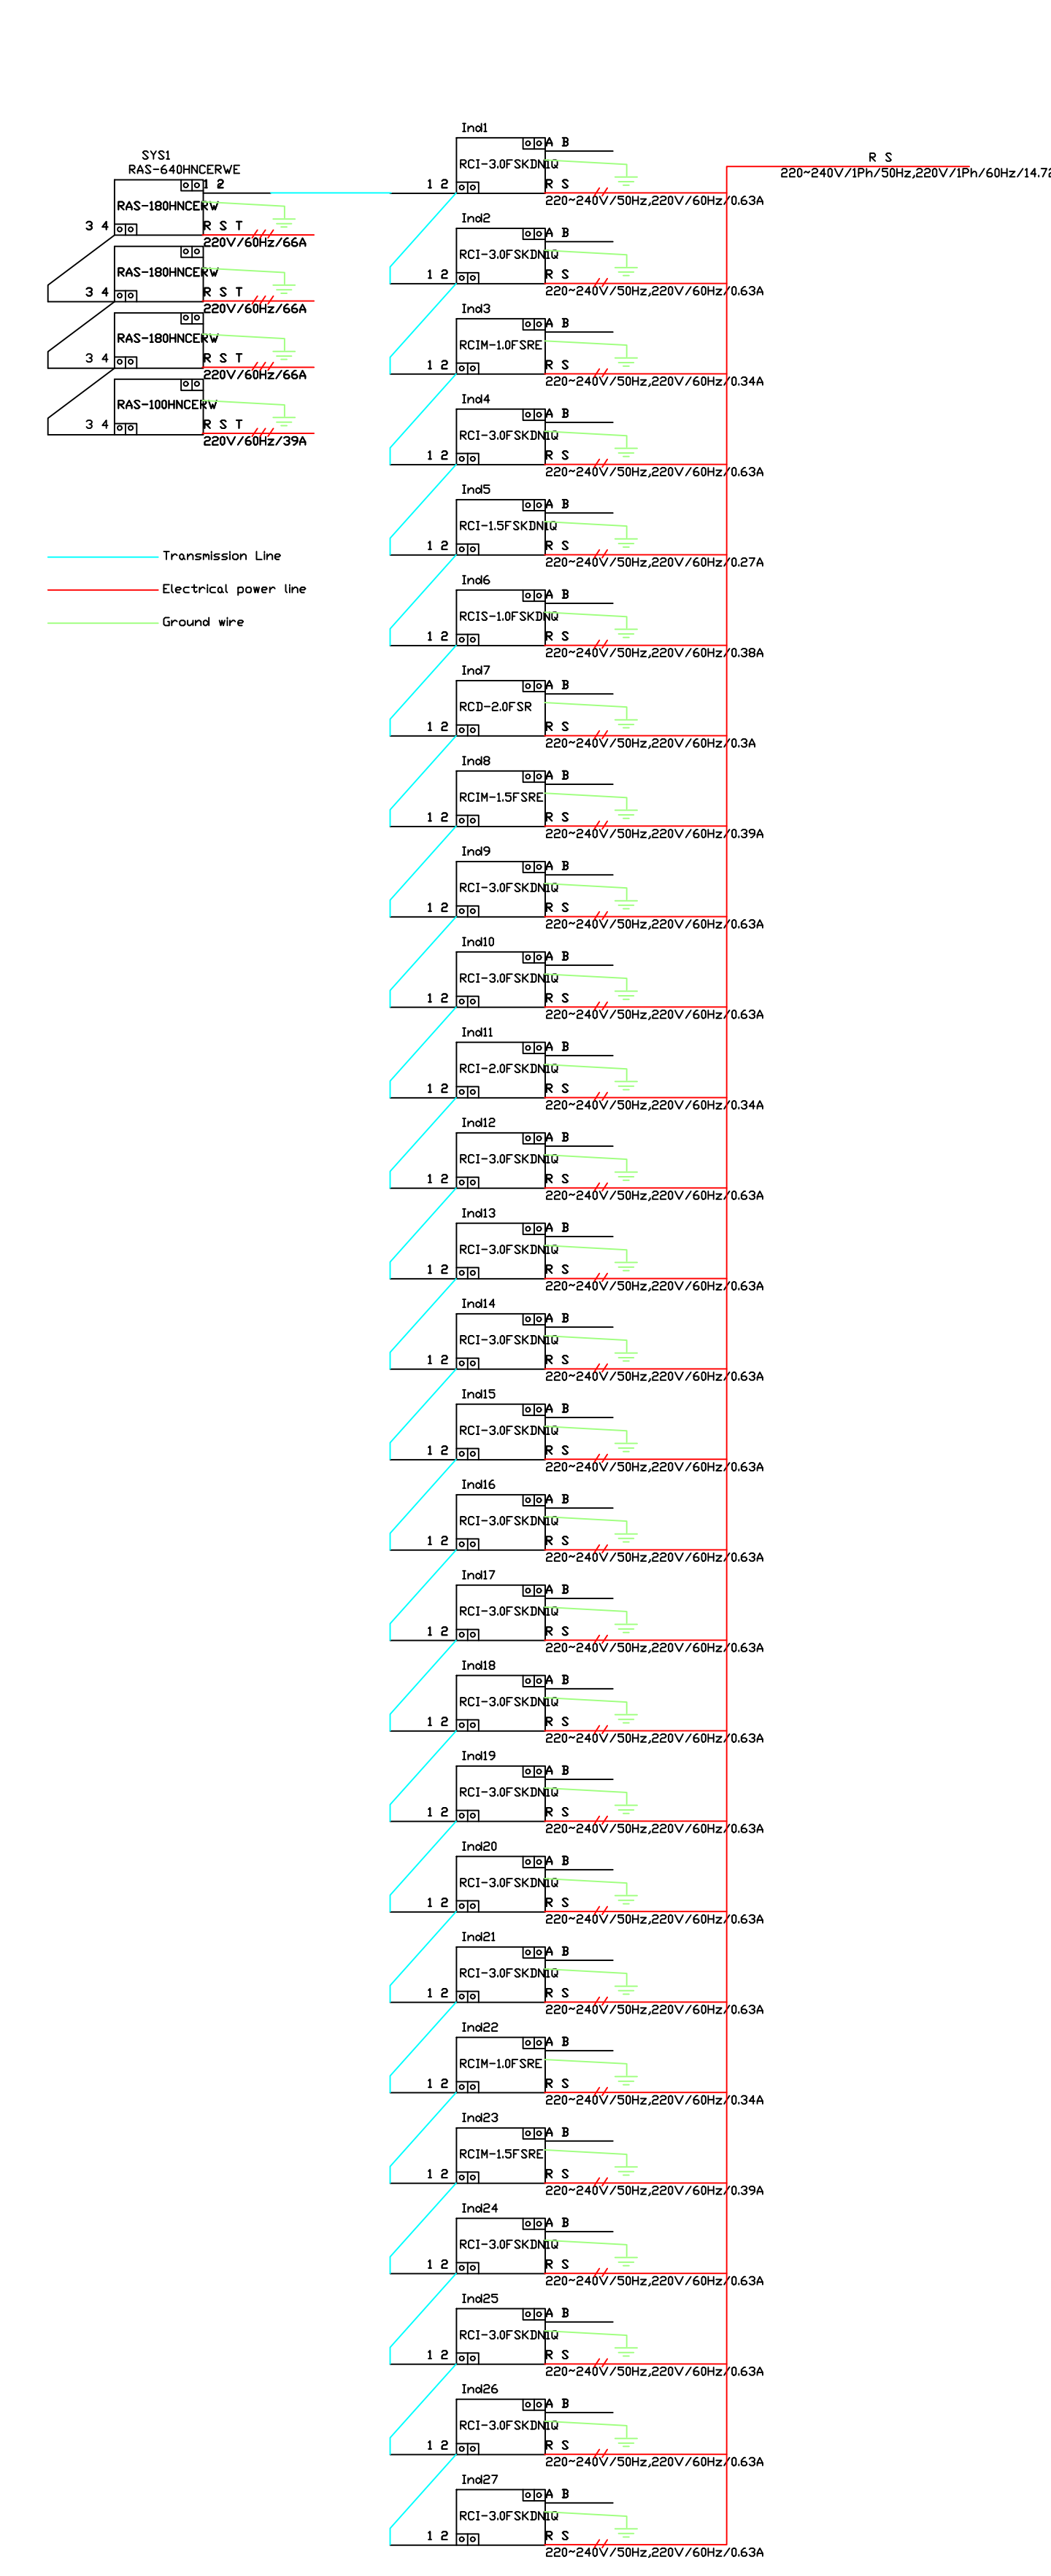 SYS1
RAS-640HNCERWE
1 2
RAS-180HNCERW
3 4
R S T
220V/60Hz/66A
RAS-180HNCERW
3 4
R S T
220V/60Hz/66A
RAS-180HNCERW
3 4
R S T
220V/60Hz/66A
RAS-100HNCERW
3 4
R S T
220V/60Hz/39A
Transmission Line
Electrical power line
Ground wire
Ind1
A B
RCI-3.0FSKDN1Q
1 2
R S
220~240V/50Hz,220V/60Hz/0.63A
Ind2
A B
RCI-3.0FSKDN1Q
1 2
R S
220~240V/50Hz,220V/60Hz/0.63A
Ind3
A B
RCIM-1.0FSRE
1 2
R S
220~240V/50Hz,220V/60Hz/0.34A
Ind4
A B
RCI-3.0FSKDN1Q
1 2
R S
220~240V/50Hz,220V/60Hz/0.63A
Ind5
A B
RCI-1.5FSKDN1Q
1 2
R S
220~240V/50Hz,220V/60Hz/0.27A
Ind6
A B
RCIS-1.0FSKDNQ
1 2
R S
220~240V/50Hz,220V/60Hz/0.38A
Ind7
A B
RCD-2.0FSR
1 2
R S
220~240V/50Hz,220V/60Hz/0.3A
Ind8
A B
RCIM-1.5FSRE
1 2
R S
220~240V/50Hz,220V/60Hz/0.39A
Ind9
A B
RCI-3.0FSKDN1Q
1 2
R S
220~240V/50Hz,220V/60Hz/0.63A
Ind10
A B
RCI-3.0FSKDN1Q
1 2
R S
220~240V/50Hz,220V/60Hz/0.63A
Ind11
A B
RCI-2.0FSKDN1Q
1 2
R S
220~240V/50Hz,220V/60Hz/0.34A
Ind12
A B
RCI-3.0FSKDN1Q
1 2
R S
220~240V/50Hz,220V/60Hz/0.63A
Ind13
A B
RCI-3.0FSKDN1Q
1 2
R S
220~240V/50Hz,220V/60Hz/0.63A
Ind14
A B
RCI-3.0FSKDN1Q
1 2
R S
220~240V/50Hz,220V/60Hz/0.63A
Ind15
A B
RCI-3.0FSKDN1Q
1 2
R S
220~240V/50Hz,220V/60Hz/0.63A
Ind16
A B
RCI-3.0FSKDN1Q
1 2
R S
220~240V/50Hz,220V/60Hz/0.63A
Ind17
A B
RCI-3.0FSKDN1Q
1 2
R S
220~240V/50Hz,220V/60Hz/0.63A
Ind18
A B
RCI-3.0FSKDN1Q
1 2
R S
220~240V/50Hz,220V/60Hz/0.63A
Ind19
A B
RCI-3.0FSKDN1Q
1 2
R S
220~240V/50Hz,220V/60Hz/0.63A
Ind20
A B
RCI-3.0FSKDN1Q
1 2
R S
220~240V/50Hz,220V/60Hz/0.63A
Ind21
A B
RCI-3.0FSKDN1Q
1 2
R S
220~240V/50Hz,220V/60Hz/0.63A
Ind22
A B
RCIM-1.0FSRE
1 2
R S
220~240V/50Hz,220V/60Hz/0.34A
Ind23
A B
RCIM-1.5FSRE
1 2
R S
220~240V/50Hz,220V/60Hz/0.39A
Ind24
A B
RCI-3.0FSKDN1Q
1 2
R S
220~240V/50Hz,220V/60Hz/0.63A
Ind25
A B
RCI-3.0FSKDN1Q
1 2
R S
220~240V/50Hz,220V/60Hz/0.63A
Ind26
A B
RCI-3.0FSKDN1Q
1 2
R S
220~240V/50Hz,220V/60Hz/0.63A
Ind27
A B
RCI-3.0FSKDN1Q
1 2
R S
220~240V/50Hz,220V/60Hz/0.63A
R S
220~240V/1Ph/50Hz,220V/1Ph/60Hz/14.72